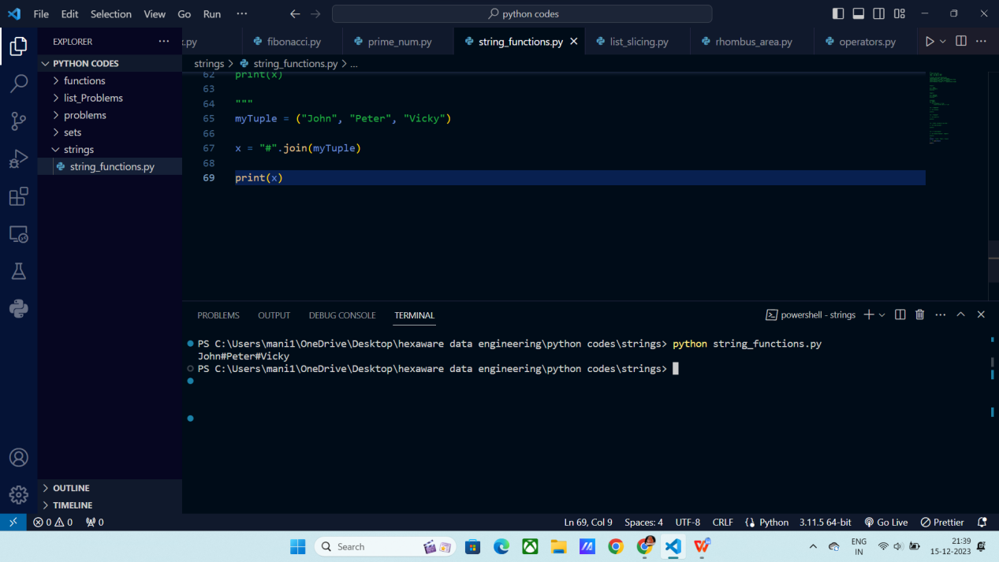 File Edit Selection View Go Run ...
python codes
EXPLORER ...
PYTHON CODES
functions
list_Problems
problems
sets
strings
string_functions.py
OUTLINE
TIMELINE
.py fibonacci.py prime_num.py string_functions.py list_slicing.py rhombus_area.py operators.py
strings > string_functions.py > ...
62 print(x)
63
64 """
65 myTuple = ("John", "Peter", "Vicky")
66
67 x = "#".join(myTuple)
68
69 print(x)
PROBLEMS OUTPUT DEBUG CONSOLE TERMINAL
powershell - strings
PS C:\Users\mani1\OneDrive\Desktop\hexaware data engineering\python codes\strings> python string_functions.py
John#Peter#Vicky
PS C:\Users\mani1\OneDrive\Desktop\hexaware data engineering\python codes\strings>
0 0 0
Ln 69, Col 9 Spaces: 4 UTF-8 CRLF Python 3.11.5 64-bit Go Live Prettier
Search
ENG
IN
21:39
15-12-2023